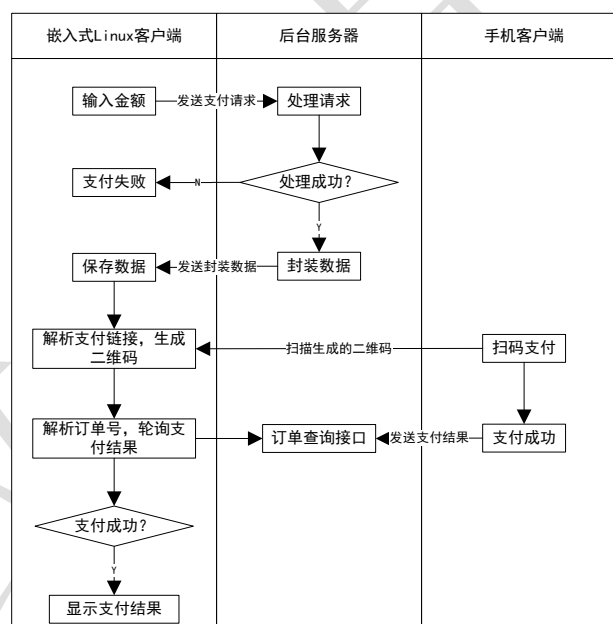 嵌入式Linux客户端
后台服务器
手机客户端
输入金额
发送支付请求
处理请求
支付失败
N
处理成功？
Y
保存数据
发送封装数据
封装数据
解析支付链接，生成
二维码
扫描生成的二维码
扫码支付
解析订单号，轮询支
付结果
订单查询接口
发送支付结果
支付成功
支付成功？
Y
显示支付结果